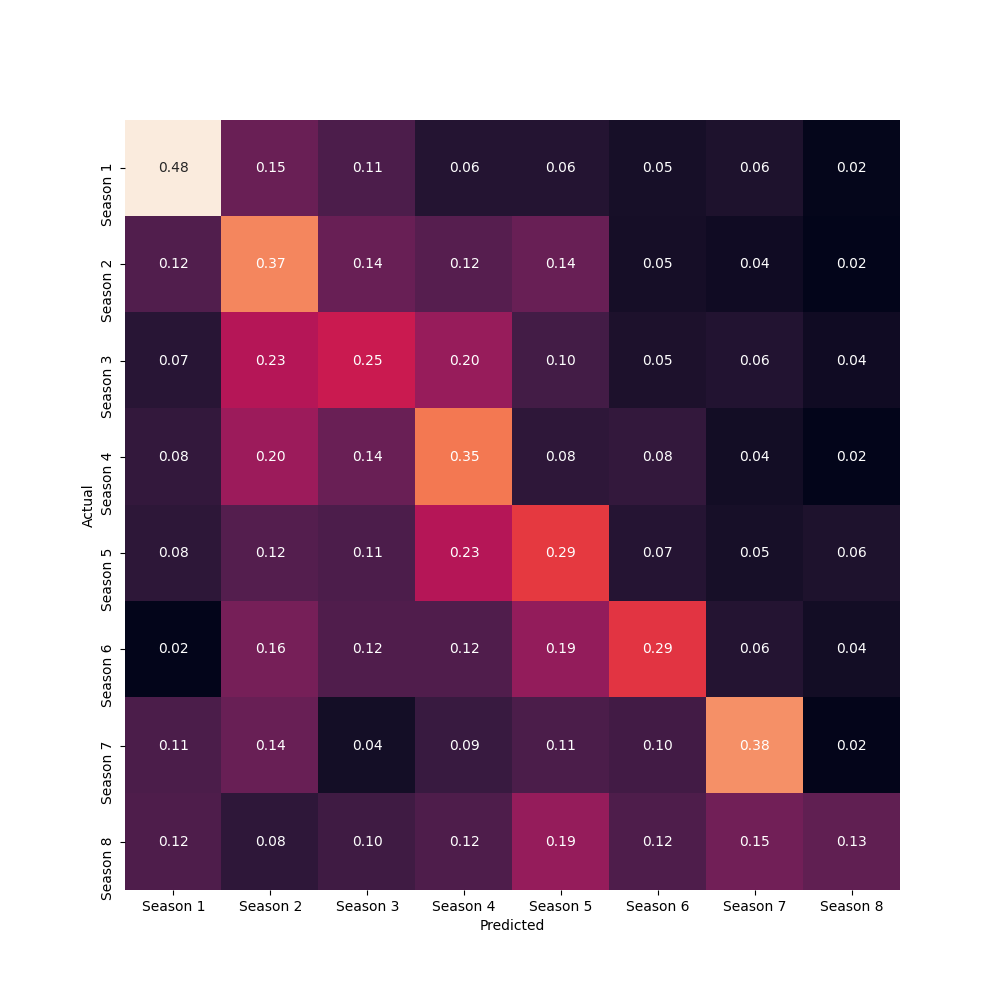 Season 1 0.48 0.15 0.11 0.06 0.06 0.05 0.06 0.02
Season 2 0.12 0.37 0.14 0.12 0.14 0.05 0.04 0.02
Season 3 0.07 0.23 0.25 0.20 0.10 0.05 0.06 0.04
Season 4 0.08 0.20 0.14 0.35 0.08 0.08 0.04 0.02
Actual
Season 5 0.08 0.12 0.11 0.23 0.29 0.07 0.05 0.06
Season 6 0.02 0.16 0.12 0.12 0.19 0.29 0.06 0.04
Season 7 0.11 0.14 0.04 0.09 0.11 0.10 0.38 0.02
Season 8 0.12 0.08 0.10 0.12 0.19 0.12 0.15 0.13
Season 1 Season 2 Season 3 Season 4 Season 5 Season 6 Season 7 Season 8
Predicted